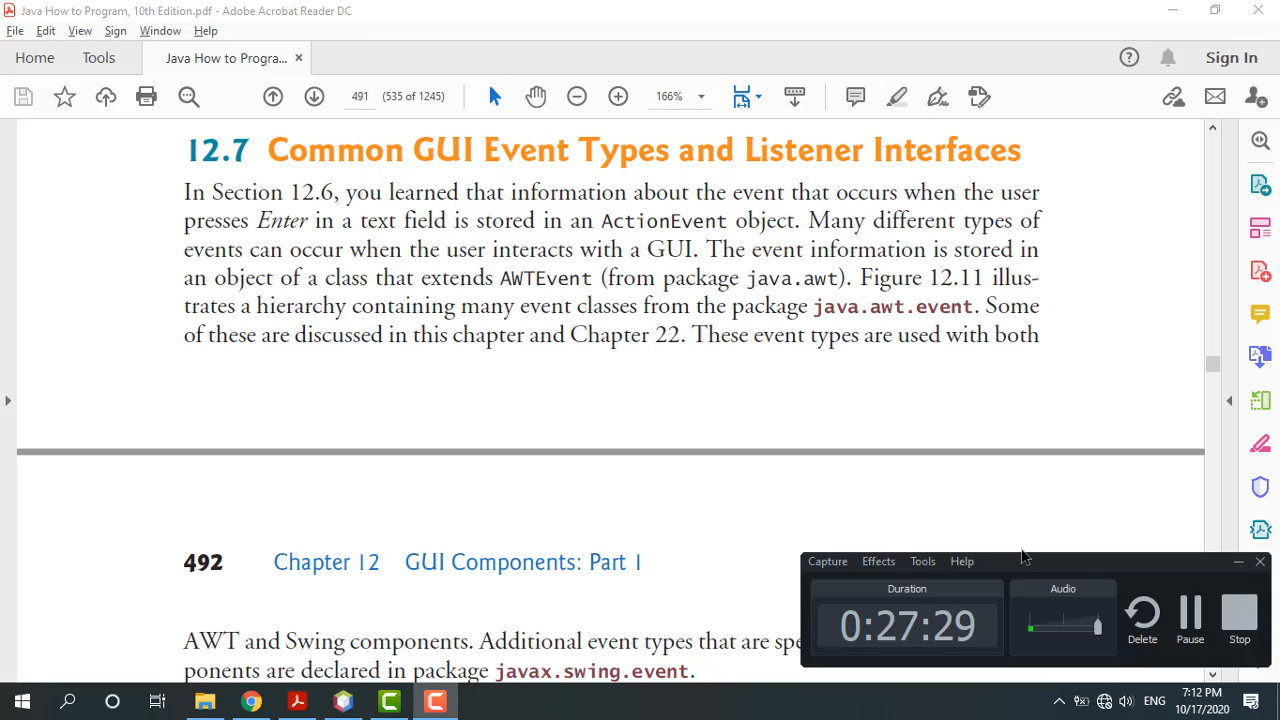 Java How to Program, 10th Edition.pdf - Adobe Acrobat Reader DC
File Edit View Sign Window Help
Home Tools Java How to Progra... × Sign In
491 (535 of 1245) 166%
12.7 Common GUI Event Types and Listener Interfaces
In Section 12.6, you learned that information about the event that occurs when the user
presses Enter in a text field is stored in an ActionEvent object. Many different types of
events can occur when the user interacts with a GUI. The event information is stored in
an object of a class that extends AWTEvent (from package java.awt). Figure 12.11 illus-
trates a hierarchy containing many event classes from the package java.awt.event. Some
of these are discussed in this chapter and Chapter 22. These event types are used with both
492 Chapter 12 GUI Components: Part 1
AWT and Swing components. Additional event types that are spe
ponents are declared in package javax.swing.event.
Capture Effects Tools Help
Duration Audio
0:27:29
Delete Pause Stop
ENG 7:12 PM
10/17/2020